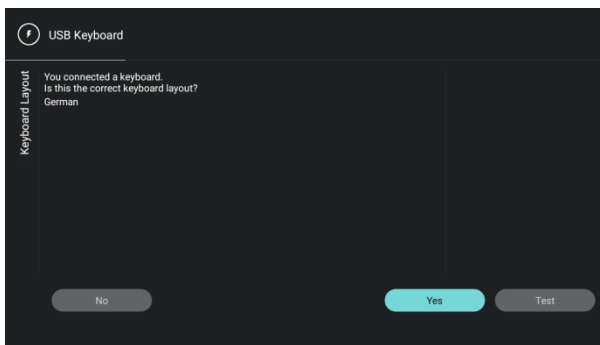 USB Keyboard
Keyboard Layout
You connected a keyboard.
Is this the correct keyboard layout?
German
No
Yes
Test